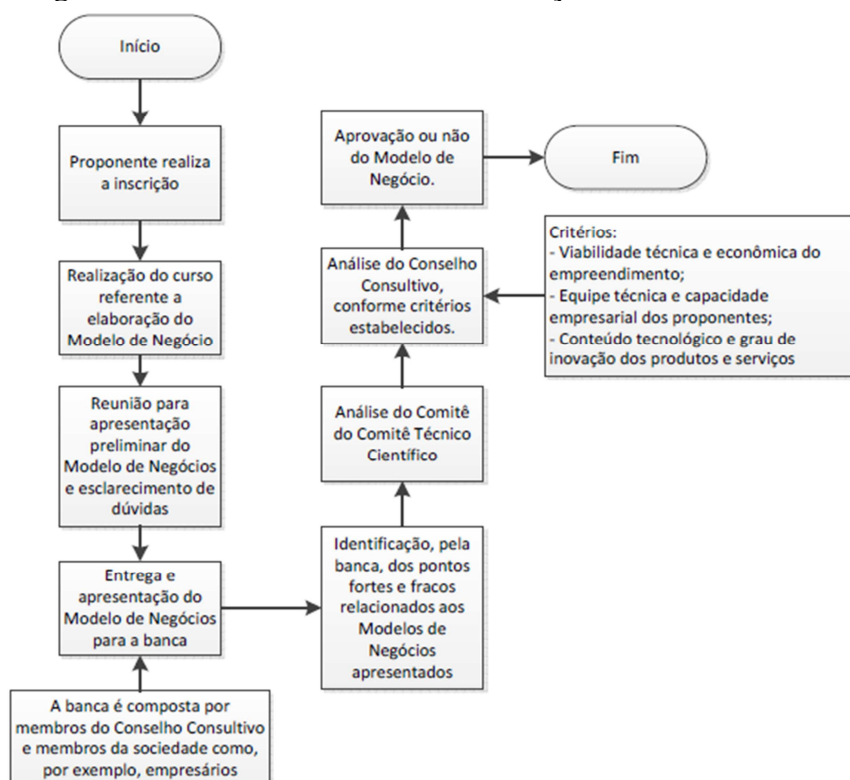 Início
Proponente realiza
a inscrição
Realização do curso
referente a
elaboração do
Modelo de Negócio
Reunião para
apresentação
preliminar do
Modelo de Negócios
e esclarecimento de
dúvidas
Entrega e
apresentação do
Modelo de Negócios
para a banca
A banca é composta por
membros do Conselho Consultivo
e membros da sociedade como,
por exemplo, empresários
Identificação, pela
banca, dos pontos
fortes e fracos
relacionados aos
Modelos de
Negócios
apresentados
Análise do Comitê
do Comitê Técnico
Científico
Análise do Conselho
Consultivo,
conforme critérios
estabelecidos.
Critérios:
- Viabilidade técnica e econômica do
empreendimento;
- Equipe técnica e capacidade
empresarial dos proponentes;
- Conteúdo tecnológico e grau de
inovação dos produtos e serviços
Aprovação ou não
do Modelo de
Negócio.
Fim